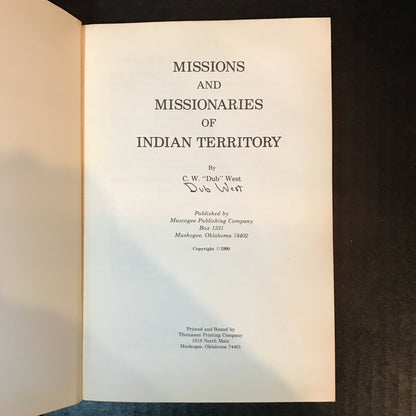 MISSIONS
AND
MISSIONARIES
OF
INDIAN TERRITORY
By
C. W. "Dub" West
Dub West
Published by
Muscogee Publishing Company
Box 1331
Muskogee, Oklahoma 74402
Copyright © 1990
Printed and Bound by
Thomason Printing Company
1619 North Main
Muskogee, Oklahoma 74401